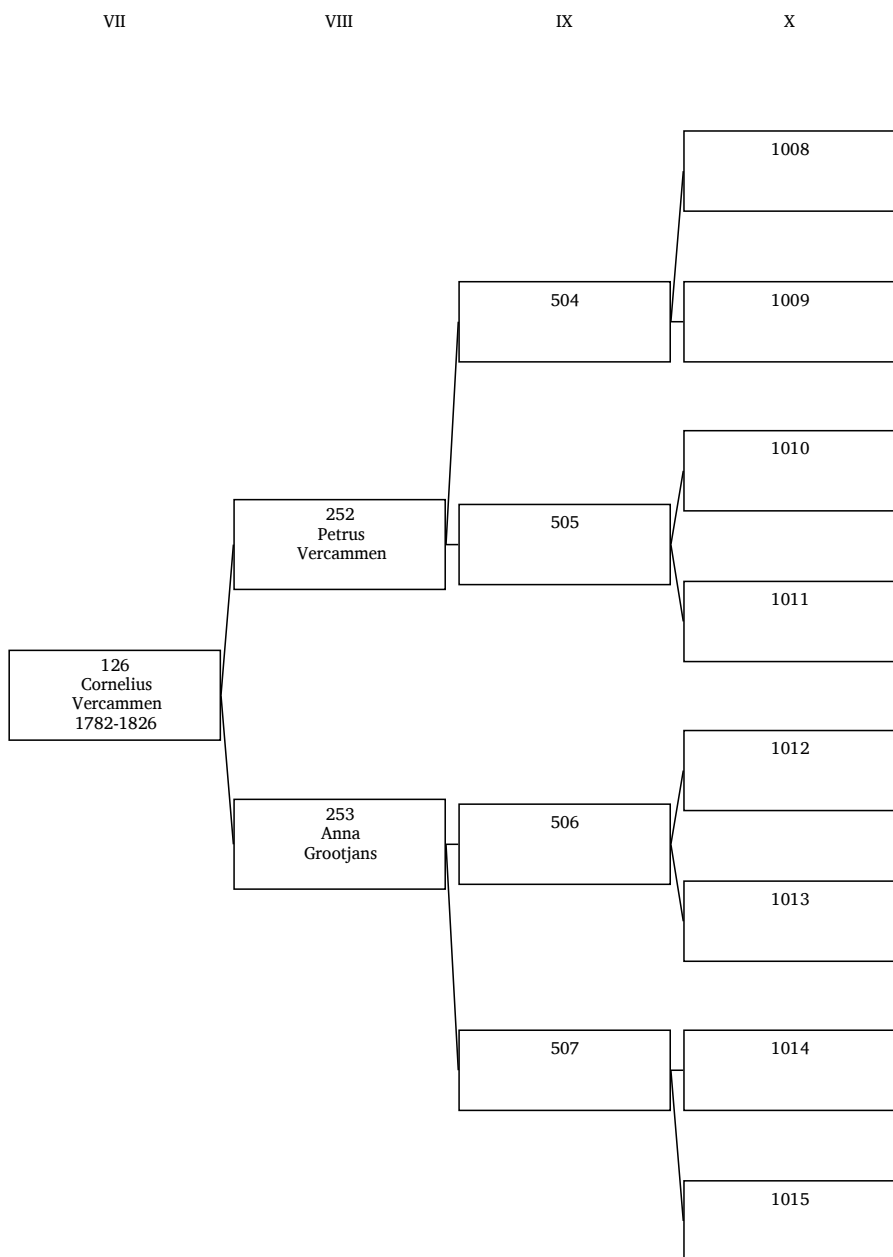 VII
VIII
IX
X
1008
504
1009
1010
252
Petrus
Vercammen
505
1011
126
Cornelius
Vercammen
1782-1826
1012
253
Anna
Grootjans
506
1013
507
1014
1015